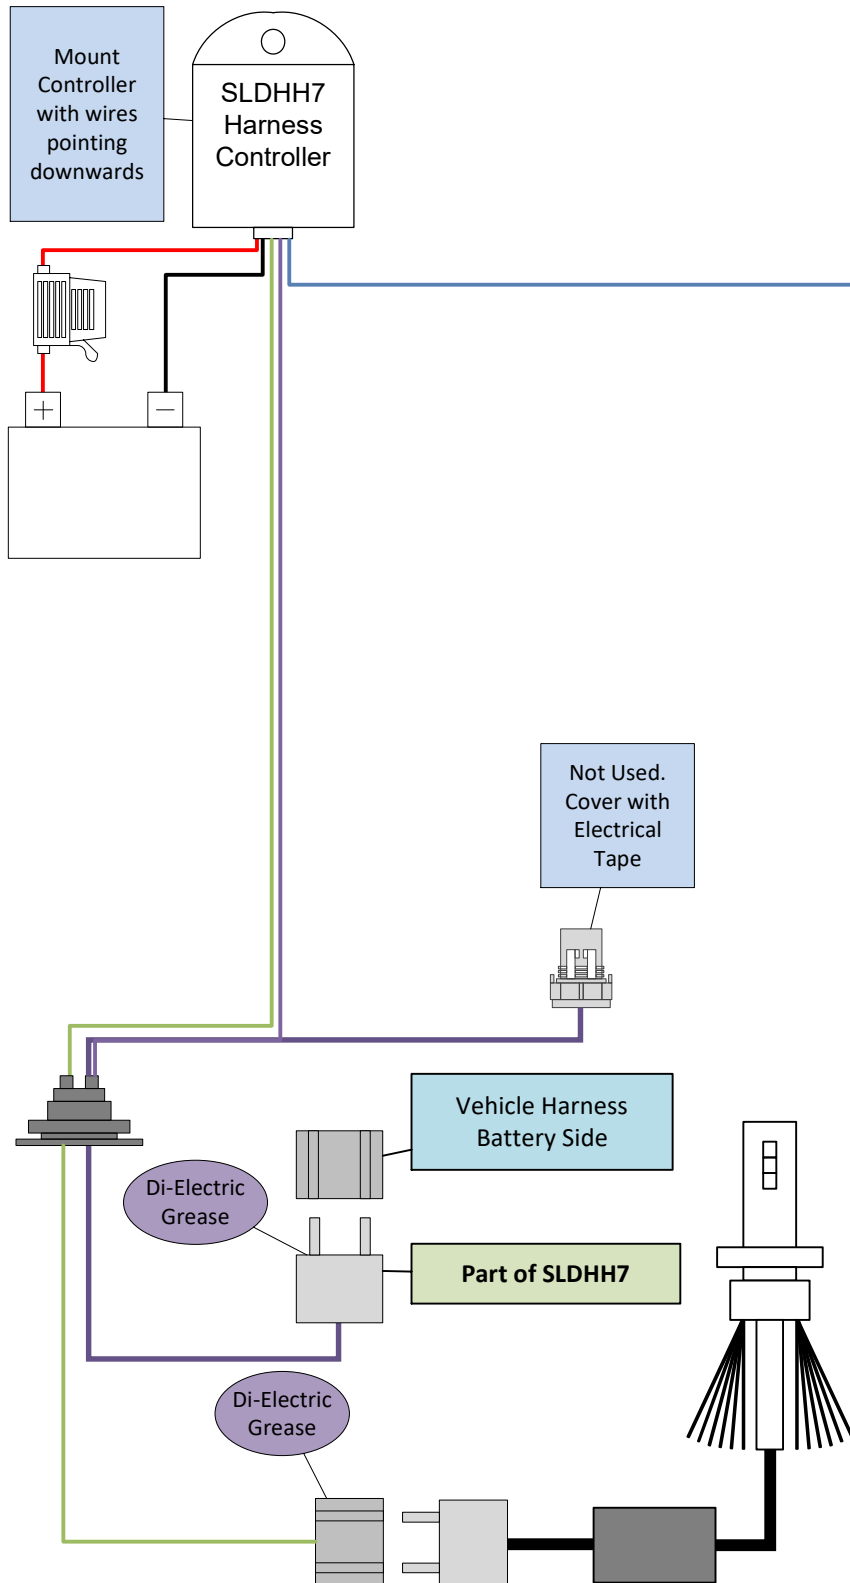 Mount
Controller
with wires
pointing
downwards
SLDHH7
Harness
Controller
+
−
Not Used.
Cover with
Electrical
Tape
Vehicle Harness
Battery Side
Di-Electric
Grease
Part of SLDHH7
Di-Electric
Grease